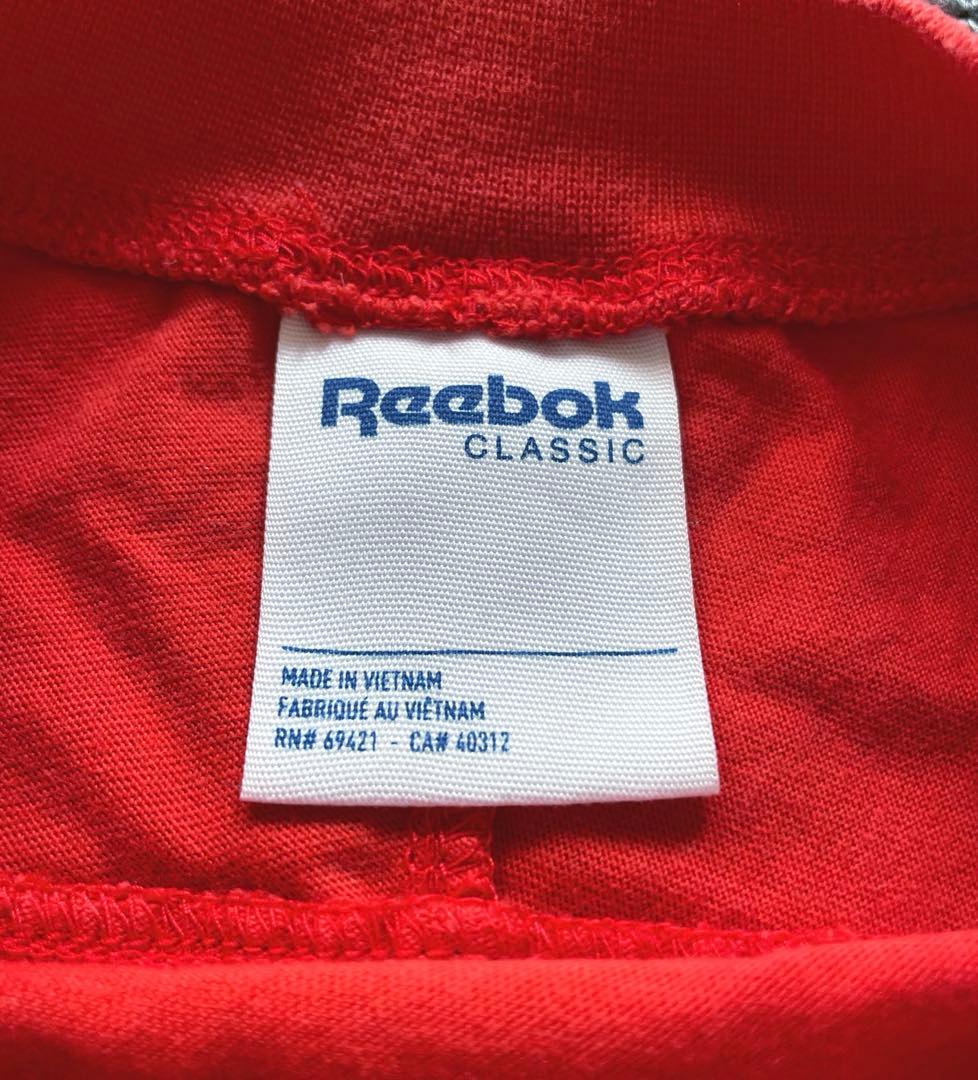 Reebok
CLASSIC
MADE IN VIETNAM
FABRIQUÉ AU VIÊTNAM
RN# 69421 - CA# 40312